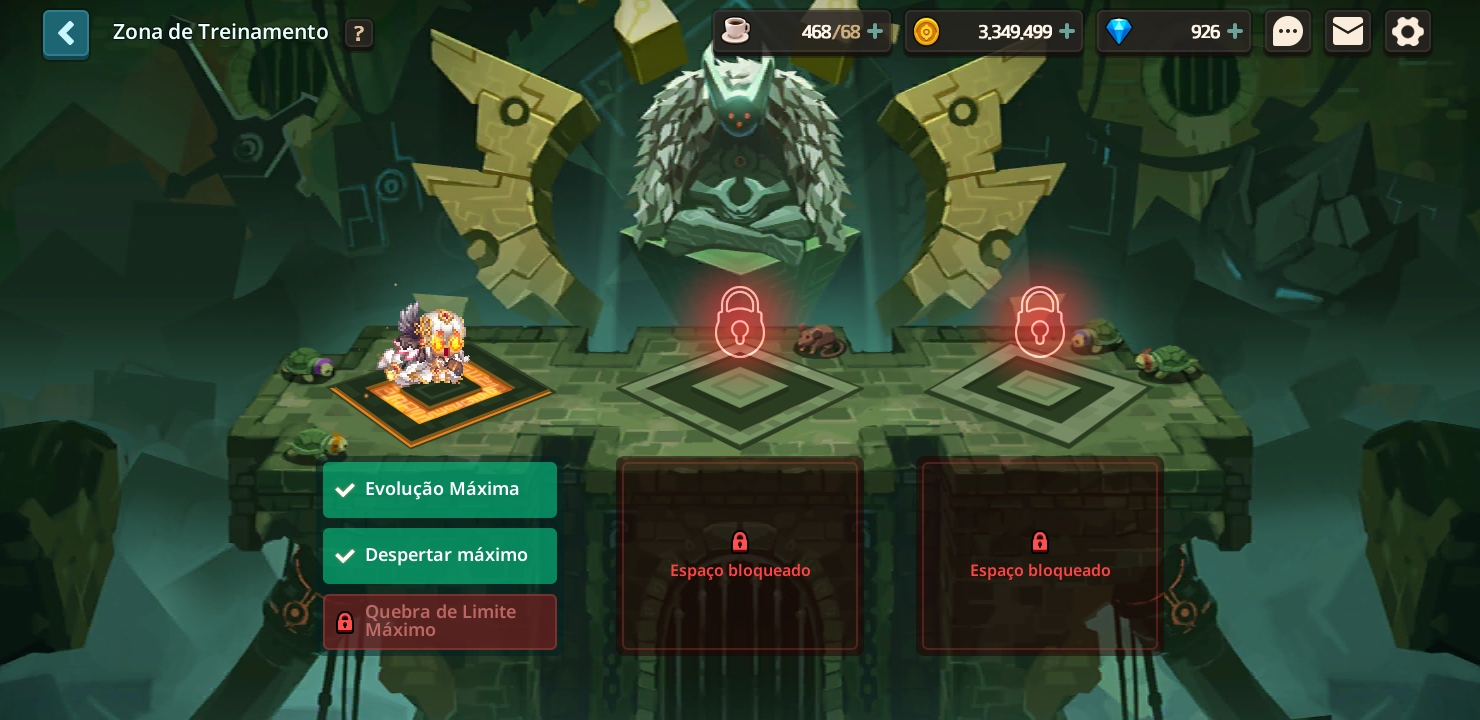 Zona de Treinamento
?
468/68
3,349,499
926
Evolução Máxima
Despertar máximo
Quebra de Limite
Máximo
Espaço bloqueado
Espaço bloqueado